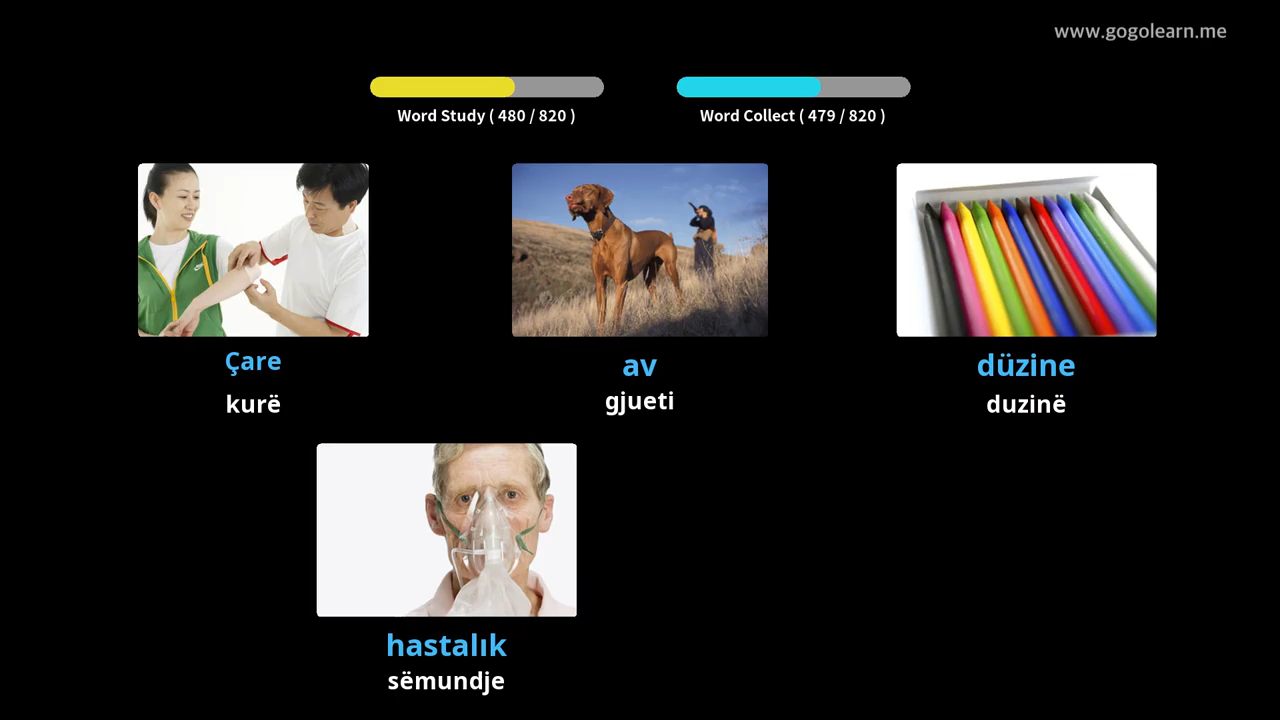 www.gogolearn.me
Word Study ( 480 / 820 )
Word Collect ( 479 / 820 )
Çare
kurë
av
gjueti
düzine
duzinë
hastalık
sëmundje